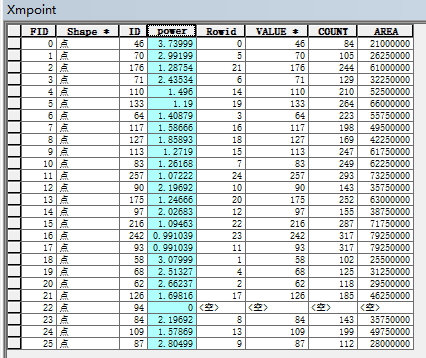 Xmpoint
FID Shape * ID power Rowid VALUE * COUNT AREA
0 点 46 3.73999 0 46 84 21000000
1 点 70 2.99199 5 70 105 26250000
2 点 176 1.28754 21 176 244 61000000
3 点 71 2.43534 6 71 129 32250000
4 点 110 1.496 14 110 210 52500000
5 点 133 1.19 19 133 264 66000000
6 点 64 1.40879 3 64 223 55750000
7 点 117 1.58666 16 117 198 49500000
8 点 127 1.85893 18 127 169 42250000
9 点 113 1.2719 15 113 247 61750000
10 点 83 1.26168 7 83 249 62250000
11 点 257 1.07222 24 257 293 73250000
12 点 90 2.19692 10 90 143 35750000
13 点 175 1.24666 20 175 252 63000000
14 点 97 2.02683 12 97 155 38750000
15 点 216 1.09463 22 216 287 71750000
16 点 242 0.991039 23 242 317 79250000
17 点 93 0.991039 11 93 317 79250000
18 点 58 3.07999 1 58 102 25500000
19 点 68 2.51327 4 68 125 31250000
20 点 62 2.66237 2 62 118 29500000
21 点 126 1.69816 17 126 185 46250000
22 点 94 0 <空> <空> <空> <空>
23 点 84 2.19692 8 84 143 35750000
24 点 109 1.57869 13 109 199 49750000
25 点 87 2.80499 9 87 112 28000000